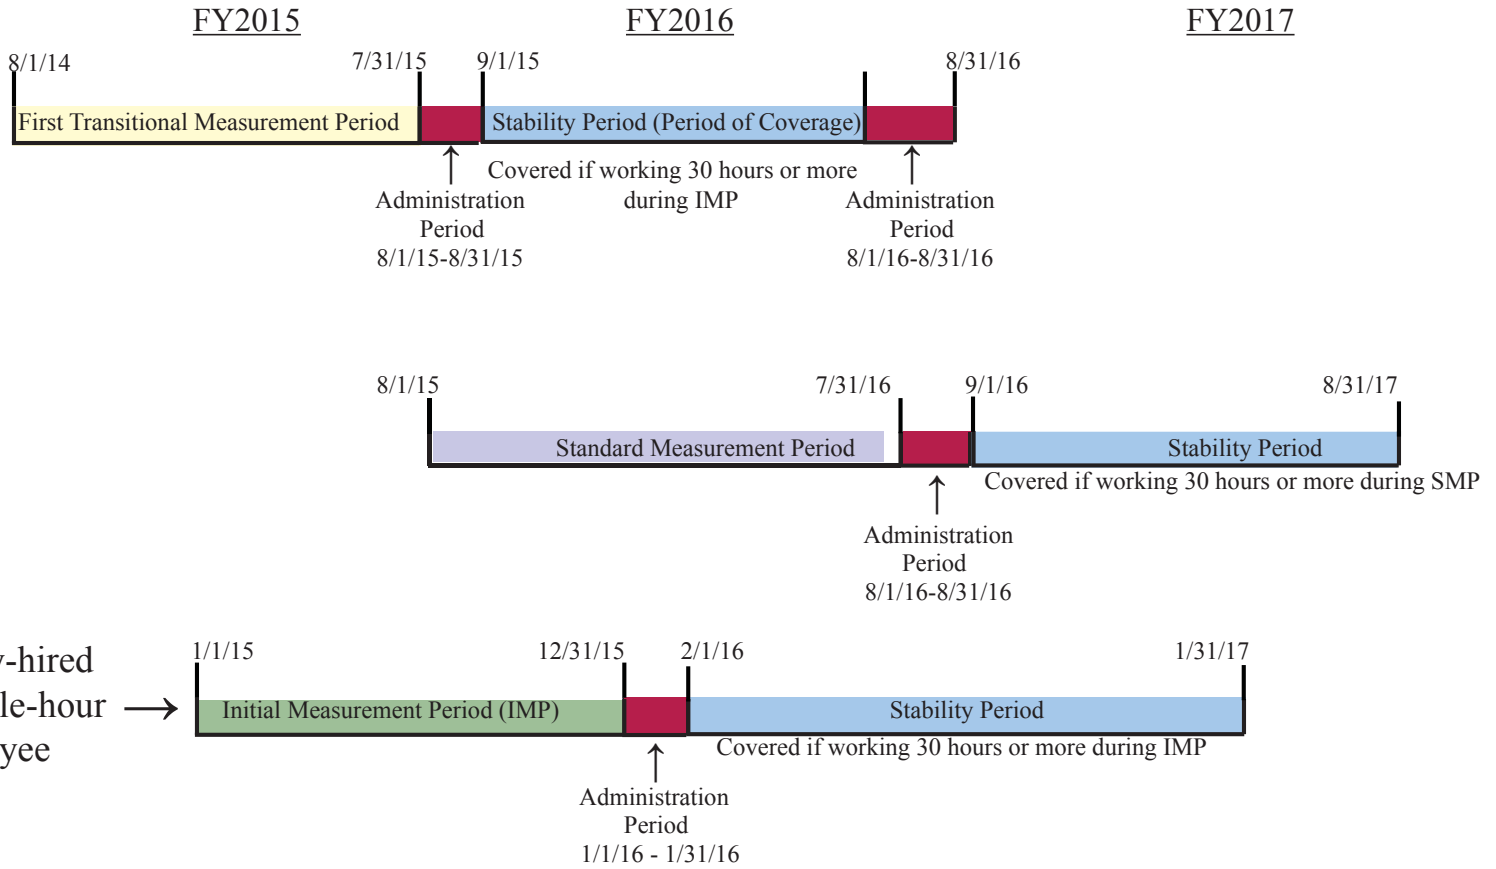 FY2015 FY2016 FY2017
8/1/14 7/31/15 9/1/15 8/31/16
First Transitional Measurement Period Stability Period (Period of Coverage)
Covered if working 30 hours or more
during IMP
Administration
Period
8/1/15-8/31/15
Administration
Period
8/1/16-8/31/16
8/1/15 7/31/16 9/1/16 8/31/17
Standard Measurement Period Stability Period
Covered if working 30 hours or more during SMP
Administration
Period
8/1/16-8/31/16
y-hired
le-hour
yee
1/1/15 12/31/15 2/1/16 1/31/17
Initial Measurement Period (IMP) Stability Period
Covered if working 30 hours or more during IMP
Administration
Period
1/1/16 - 1/31/16